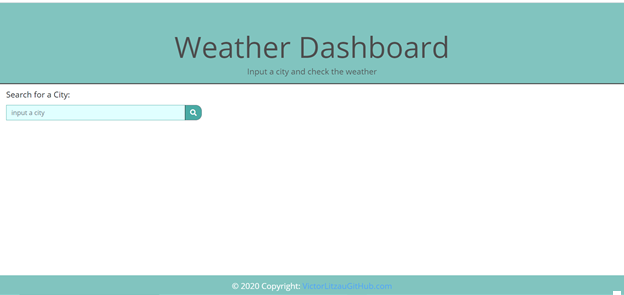 Weather Dashboard
Input a city and check the weather
Search for a City:
input a city
© 2020 Copyright: VictorLitzauGitHub.com